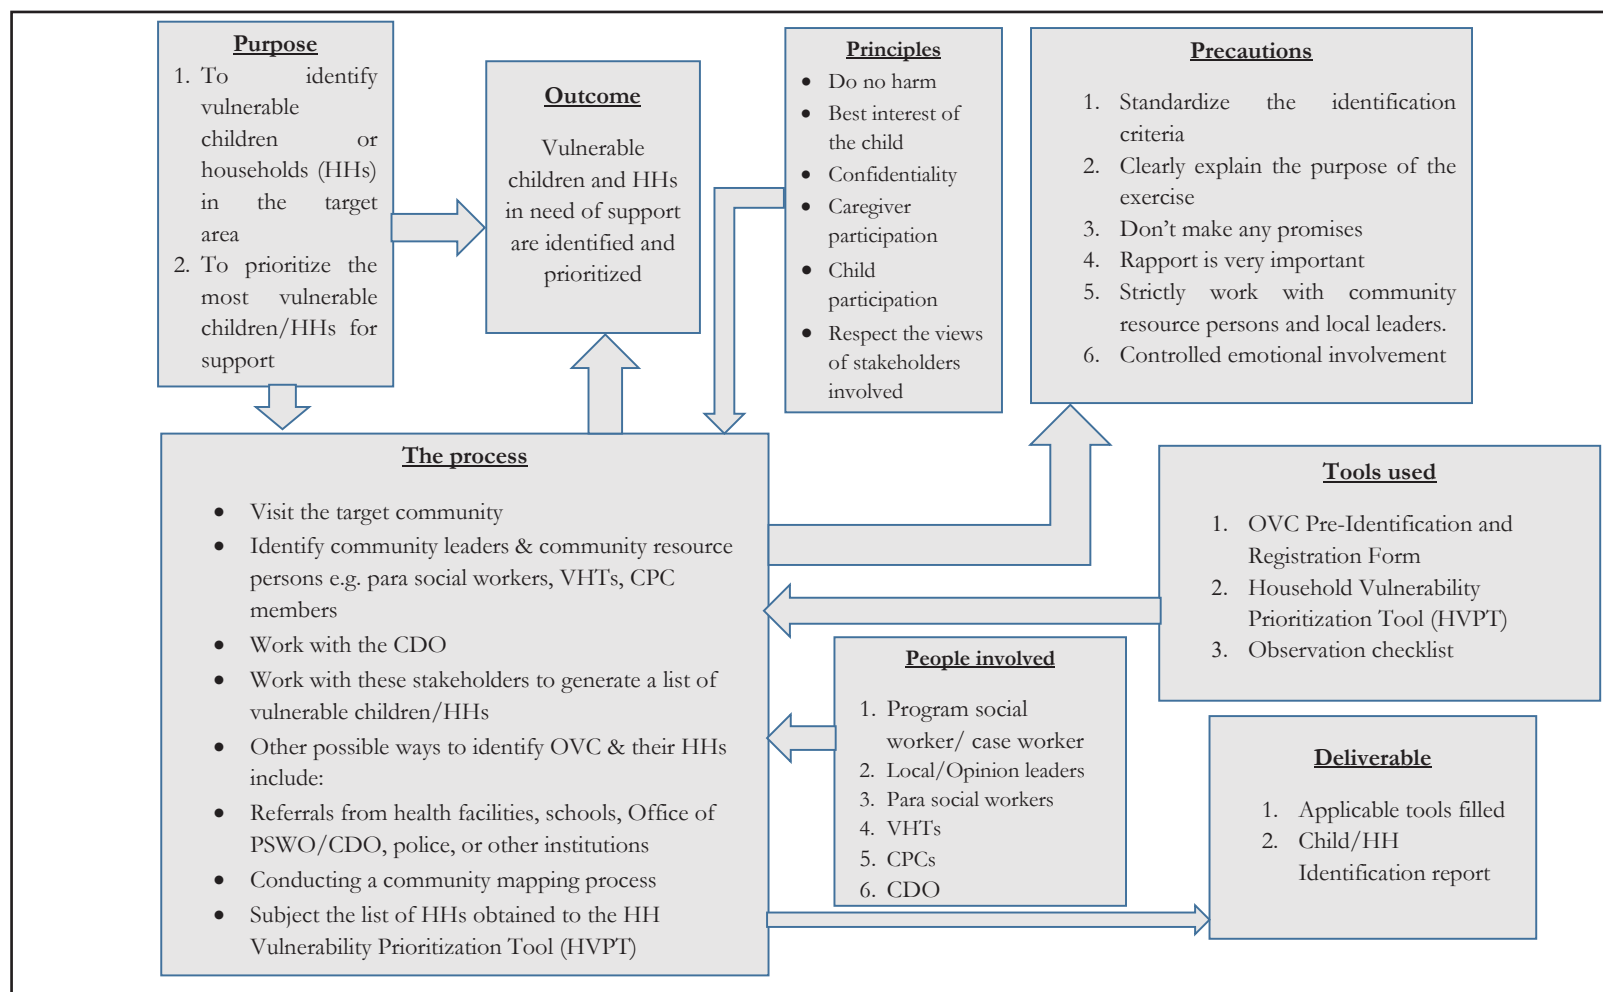 Purpose
1. To identify
vulnerable
children or
households (HHs)
in the target
area
2. To prioritize the
most vulnerable
children/HHs for
support
Outcome
Vulnerable
children and HHs
in need of support
are identified and
prioritized
Principles
• Do no harm
• Best interest of
the child
• Confidentiality
• Caregiver
participation
• Child
participation
• Respect the views
of stakeholders
involved
Precautions
1. Standardize the identification
criteria
2. Clearly explain the purpose of the
exercise
3. Don't make any promises
4. Rapport is very important
5. Strictly work with community
resource persons and local leaders.
6. Controlled emotional involvement
The process
• Visit the target community
• Identify community leaders & community resource
persons e.g. para social workers, VHTs, CPC
members
• Work with the CDO
• Work with these stakeholders to generate a list of
vulnerable children/HHs
• Other possible ways to identify OVC & their HHs
include:
• Referrals from health facilities, schools, Office of
PSWO/CDO, police, or other institutions
• Conducting a community mapping process
• Subject the list of HHs obtained to the HH
Vulnerability Prioritization Tool (HVPT)
Tools used
1. OVC Pre-Identification and
Registration Form
2. Household Vulnerability
Prioritization Tool (HVPT)
3. Observation checklist
People involved
1. Program social
worker/ case worker
2. Local/Opinion leaders
3. Para social workers
4. VHTs
5. CPCs
6. CDO
Deliverable
1. Applicable tools filled
2. Child/HH
Identification report